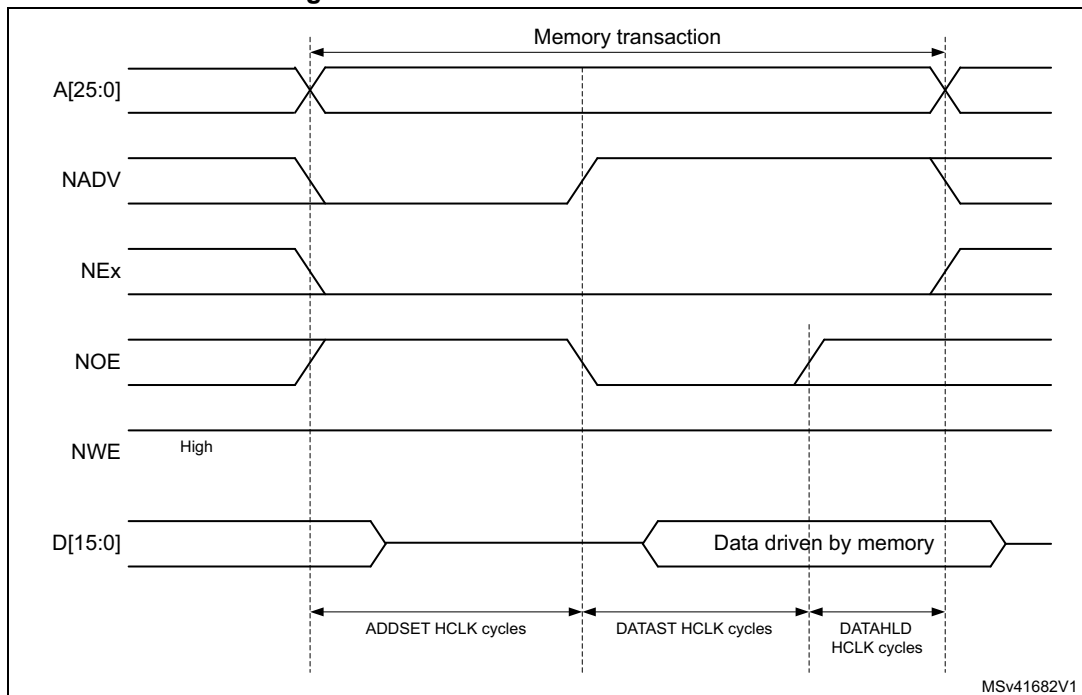 Memory transaction
A[25:0]
NADV
NEx
NOE
NWE
High
D[15:0]
Data driven by memory
ADDSET HCLK cycles
DATAST HCLK cycles
DATAHLD
HCLK cycles
MSv41682V1